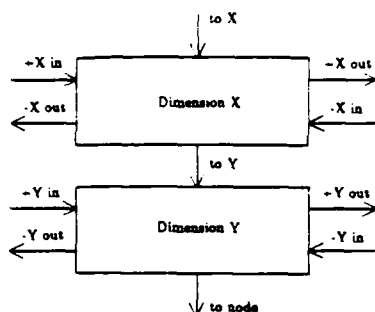 to X
+X in
+X out
Dimension X
-X out
-X in
to Y
+Y in
+Y out
Dimension Y
-Y out
-Y in
to node